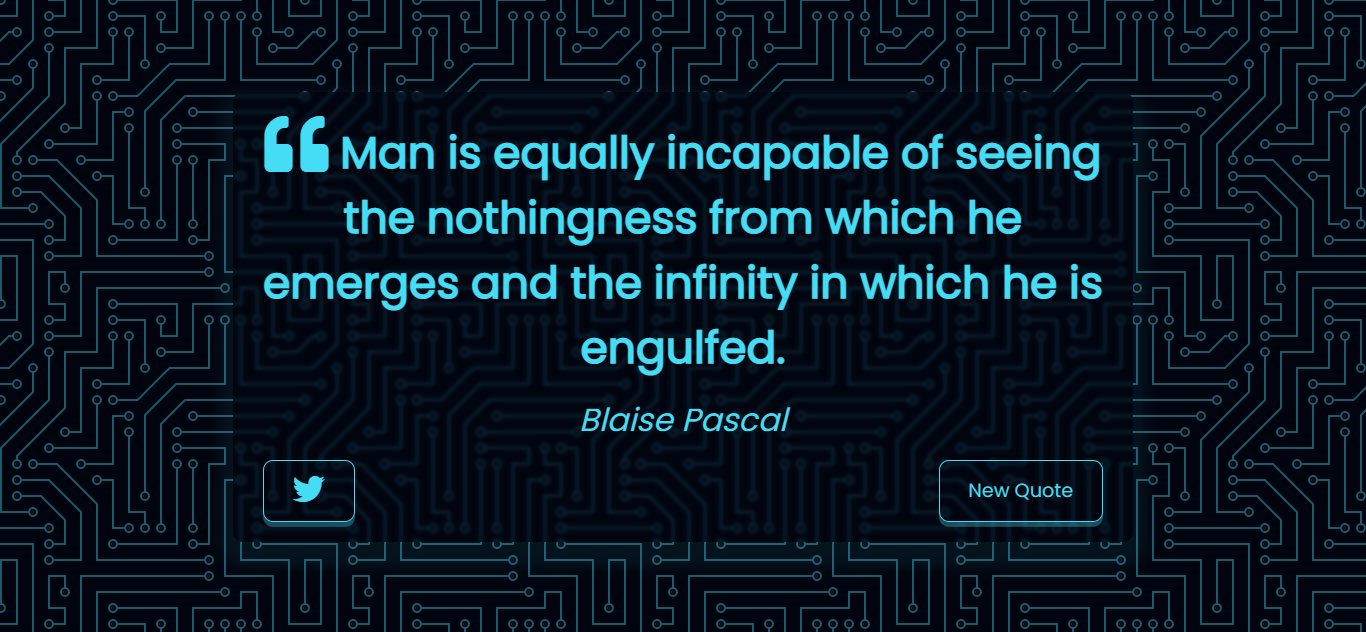 Man is equally incapable of seeing
the nothingness from which he
emerges and the infinity in which he is
engulfed.
Blaise Pascal
New Quote